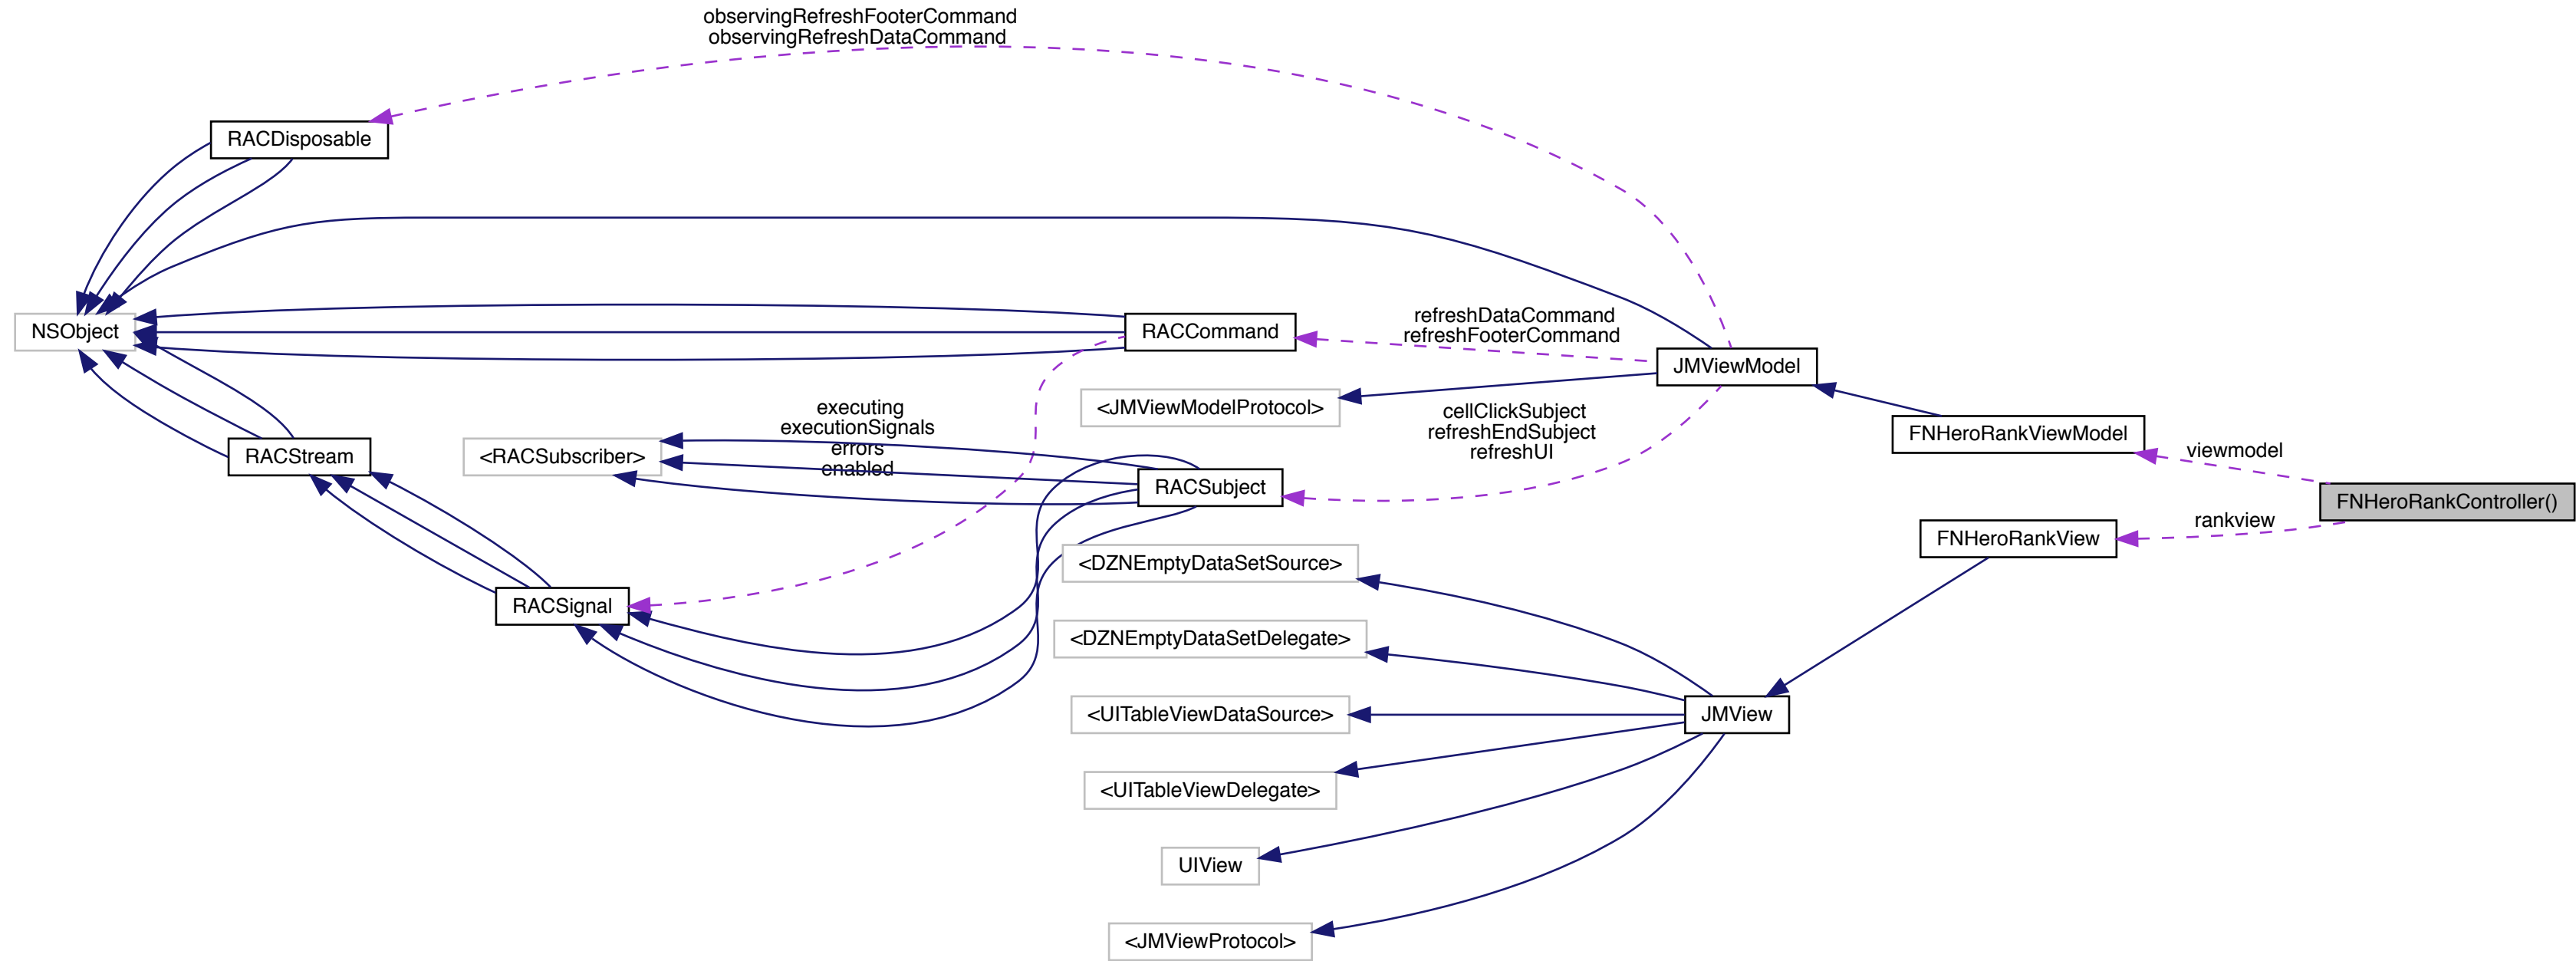 observingRefreshFooterCommand
observingRefreshDataCommand
RACDisposable
NSObject
RACCommand
refreshDataCommand
refreshFooterCommand
JMViewModel
<JMViewModelProtocol>
executing
executionSignals
errors
enabled
cellClickSubject
refreshEndSubject
refreshUI
FNHeroRankViewModel
viewmodel
RACStream
<RACSubscriber>
RACSubject
FNHeroRankController()
rankview
FNHeroRankView
<DZNEmptyDataSetSource>
RACSignal
<DZNEmptyDataSetDelegate>
<UITableViewDataSource>
JMView
<UITableViewDelegate>
UIView
<JMViewProtocol>